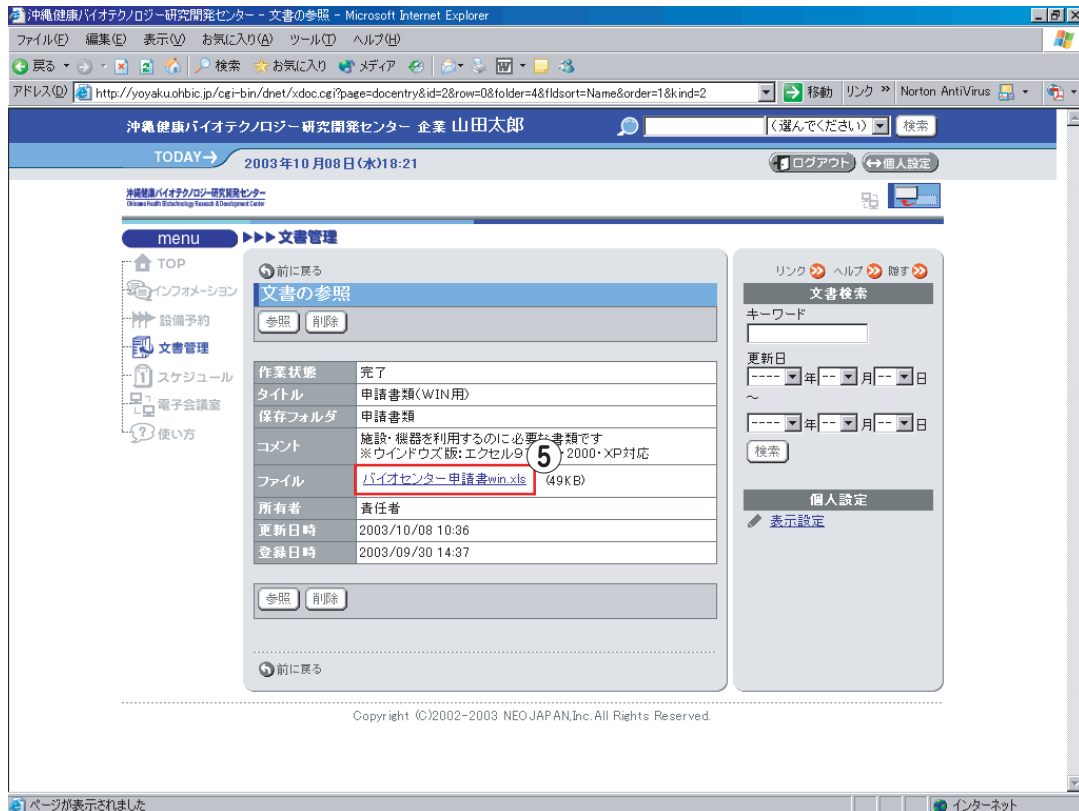 沖縄健康バイオテクノロジー研究開発センター - 文書の参照 - Microsoft Internet Explorer
ファイル(F) 編集(E) 表示(V) お気に入り(A) ツール(T) ヘルプ(H)
戻る 検索 お気に入り メディア
アドレス(D) http://yoyaku.ohbic.jp/cgi-bin/dnet/xdoc.cgi?page=docentry&id=2&row=0&folder=4&fldsort=Name&order=1&kind=2 移動 リンク » Norton AntiVirus
沖縄健康バイオテクノロジー研究開発センター 企業 山田太郎 (選んでください) 検索
TODAY→ 2003年10月08日(水)18:21 ログアウト 個人設定
沖縄健康バイオテクノロジー研究開発センター
Okinawa Health Biotechnology Research & Development Center
menu ▶▶▶文書管理
TOP
インフォメーション
設備予約
文書管理
1 スケジュール
電子会議室
使い方
前に戻る
文書の参照
参照 削除
作業状態 完了
タイトル 申請書類(WIN用)
保存フォルダ 申請書類
コメント 施設・機器を利用するのに必要な書類です
※ウインドウズ版:エクセル9 ・2000・XP対応
5
ファイル バイオセンター申請書win.xls (49KB)
所有者 責任者
更新日時 2003/10/08 10:36
登録日時 2003/09/30 14:37
参照 削除
前に戻る
リンク ヘルプ 隠す
文書検索
キーワード
更新日
---- 年 -- 月 -- 日
~
---- 年 -- 月 -- 日
検索
個人設定
表示設定
Copyright (C)2002-2003 NEOJAPAN,Inc.All Rights Reserved.
ページが表示されました インターネット